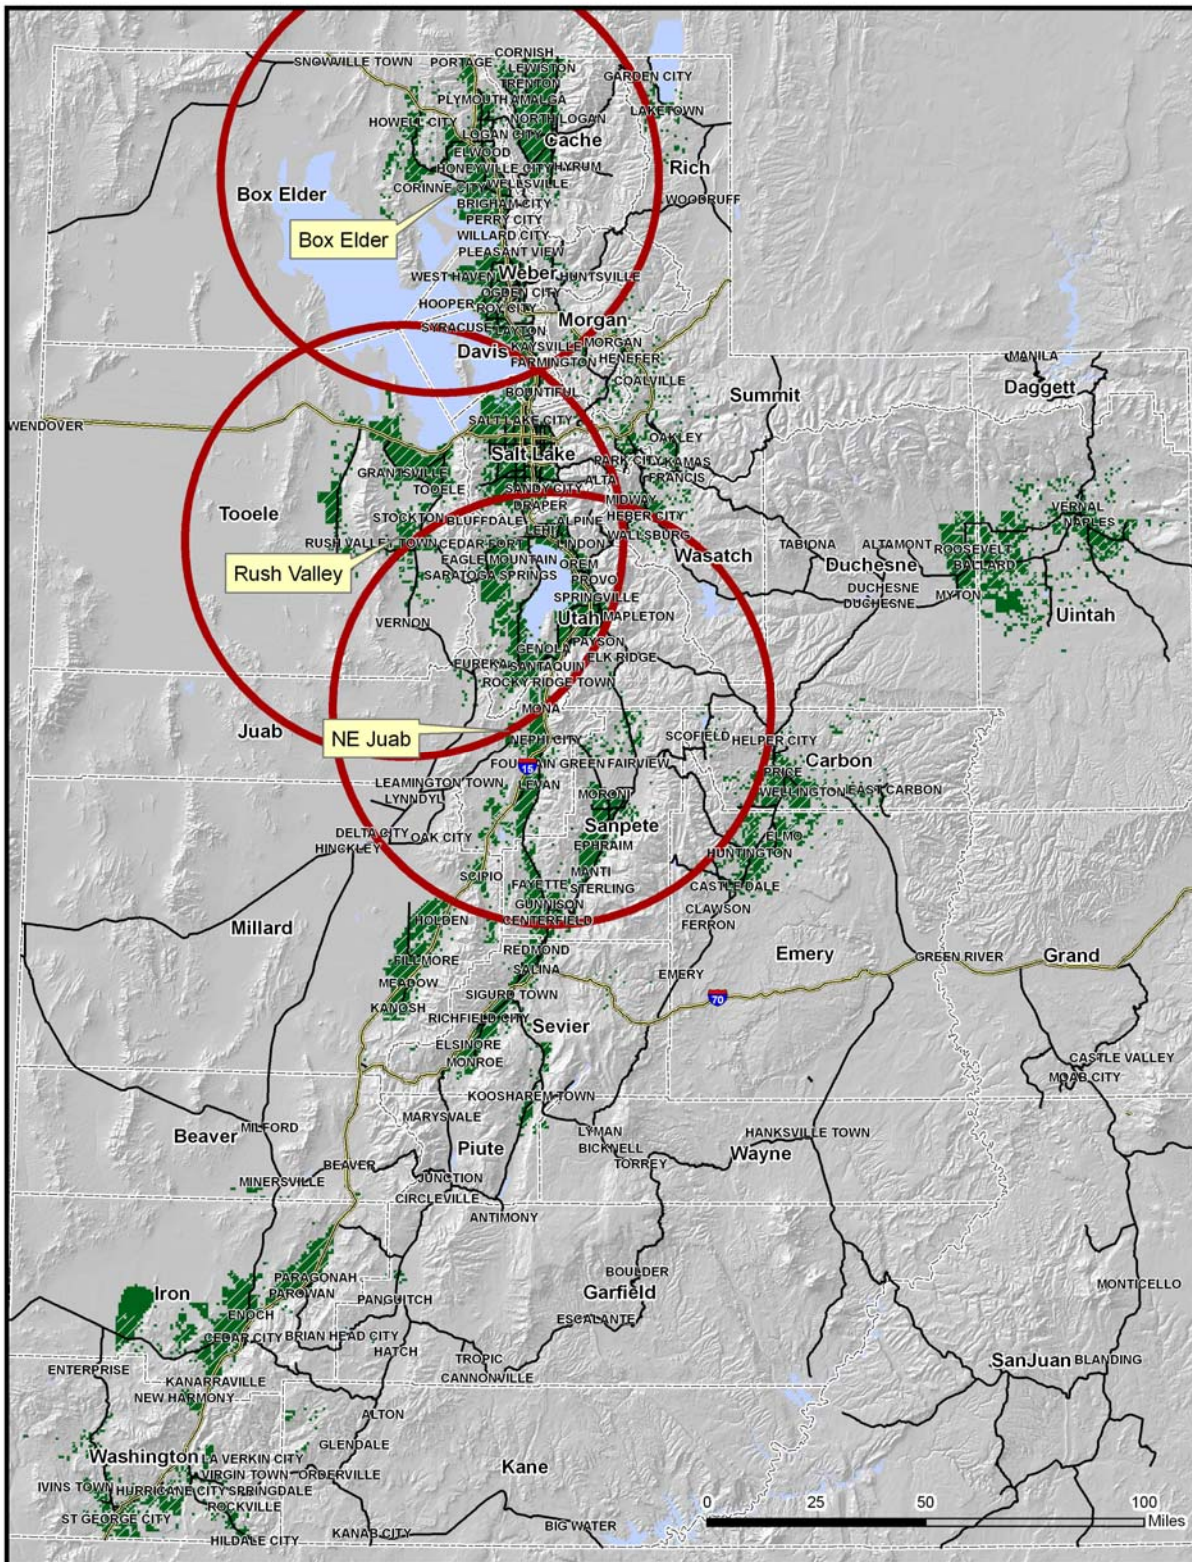 CORNISH
SNOWVILLE TOWN
PORTAGE
LEWISTON
GARDEN CITY
TRENTON
PLYMOUTH
AMALGA
LAKETOWN
HOWELL CITY
NORTH LOGAN
LOGAN CITY
Cache
ELWOOD
HONEYVILLE CITY
HYRUM
Rich
CORINNE CITY
WELLSVILLE
Box Elder
WOODRUFF
BRIGHAM CITY
PERRY CITY
Box Elder
WILLARD CITY
PLEASANT VIEW
WEST HAVEN
Weber
HUNTSVILLE
OGDEN CITY
HOOPER
ROY CITY
Morgan
SYRACUSE
LAYTON
KAYSVILLE
MORGAN
Davis
FARMINGTON
HENEFER
MANILA
COALVILLE
Daggett
BOUNTIFUL
Summit
SALT LAKE CITY
WENDOVER
OAKLEY
Salt Lake
PARK CITY
KAMAS
GRANTSVILLE
ALTA
FRANCIS
TOOELE
SANDY CITY
MIDWAY
DRAPER
VERNAL
Tooele
STOCKTON
BLUFFDALE
ALPINE
HEBER CITY
NAPLES
LEHI
WALLSBURG
RUSH VALLEY TOWN
CEDAR FORT
LINDON
TABIONA
ALTAMONT
ROOSEVELT
Wasatch
EAGLE MOUNTAIN
OREM
Duchesne
BALLARD
Rush Valley
SARATOGA SPRINGS
PROVO
DUCHESNE
MYTON
SPRINGVILLE
DUCHESNE
Utah
MAPLETON
Uintah
VERNON
PAYSON
GENOLA
ELK RIDGE
EUREKA
SANTAQUIN
ROCKY RIDGE TOWN
MONA
Juab
NE Juab
NEPHI CITY
SCOFIELD
HELPER CITY
FOUNTAIN GREEN
FAIRVIEW
Carbon
15
PRICE
LEAMINGTON TOWN
LEVAN
WELLINGTON
EAST CARBON
LYNNDYL
MORONI
Sanpete
DELTA CITY
OAK CITY
ELMO
HINCKLEY
EPHRAIM
HUNTINGTON
SCIPIO
MANTI
FAYETTE
STERLING
CASTLE DALE
GUNNISON
CLAWSON
HOLDEN
CENTERFIELD
FERRON
Millard
REDMOND
Emery
FILLMORE
SALINA
GREEN RIVER
Grand
EMERY
MEADOW
SIGURD TOWN
70
KANOSH
RICHFIELD CITY
Sevier
ELSINORE
CASTLE VALLEY
MONROE
MOAB CITY
KOOSHAREM TOWN
MARYSVALE
Beaver
MILFORD
LYMAN
HANKSVILLE TOWN
Piute
BICKNELL
Wayne
BEAVER
TORREY
MINERSVILLE
JUNCTION
CIRCLEVILLE
ANTIMONY
PARAGONAH
BOULDER
MONTICELLO
Iron
PAROWAN
PANGUITCH
Garfield
ENOCH
ESCALANTE
CEDAR CITY
BRIAN HEAD CITY
HATCH
TROPIC
SanJuan
BLANDING
ENTERPRISE
CANNONVILLE
KANARRAVILLE
NEW HARMONY
ALTON
GLENDALE
Washington
LA VERKIN CITY
Kane
VIRGIN TOWN
ORDERVILLE
IVINS TOWN
HURRICANE CITY
SPRINGDALE
ROCKVILLE
0 25 50 100
ST GEORGE CITY
Miles
BIG WATER
KANAB CITY
HILDALE CITY